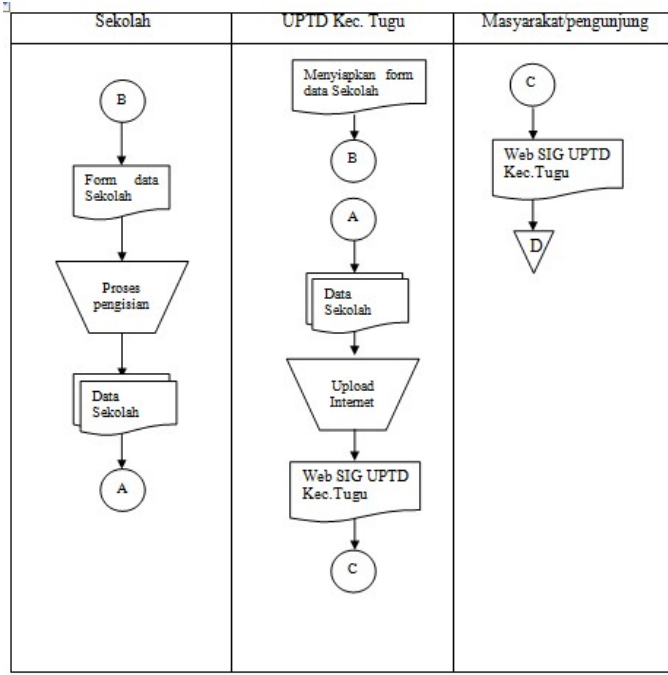 Sekolah
UPTD Kec. Tugu
Masyarakat/pengunjung
B
Form data
Sekolah
Proses
pengisian
Data
Sekolah
A
Menyiapkan form
data Sekolah
B
A
Data
Sekolah
Upload
Internet
Web SIG UPTD
Kec.Tugu
C
C
Web SIG UPTD
Kec.Tugu
D